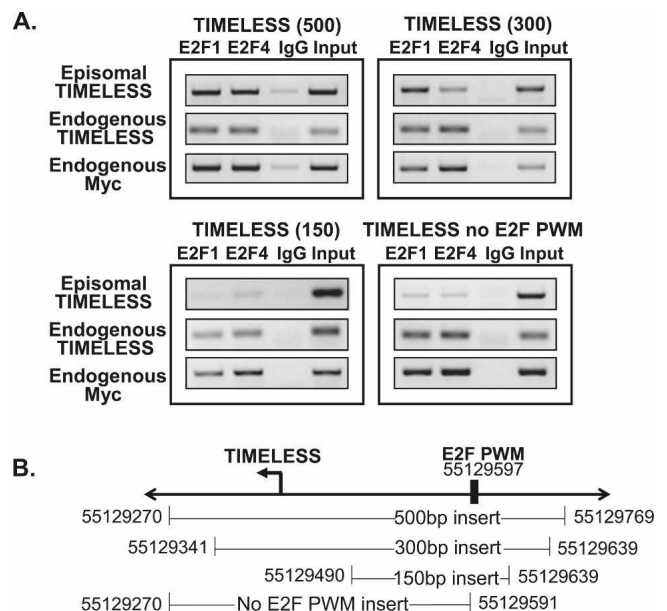 A.
TIMELESS (500)
E2F1 E2F4 IgG Input
TIMELESS (300)
E2F1 E2F4 IgG Input
Episomal
TIMELESS
Endogenous
TIMELESS
Endogenous
Myc
TIMELESS (150)
E2F1 E2F4 IgG Input
TIMELESS no E2F PWM
E2F1 E2F4 IgG Input
Episomal
TIMELESS
Endogenous
TIMELESS
Endogenous
Myc
B.
TIMELESS
E2F PWM
55129597
55129270 500bp insert 55129769
55129341 300bp insert 55129639
55129490 150bp insert 55129639
55129270 No E2F PWM insert 55129591